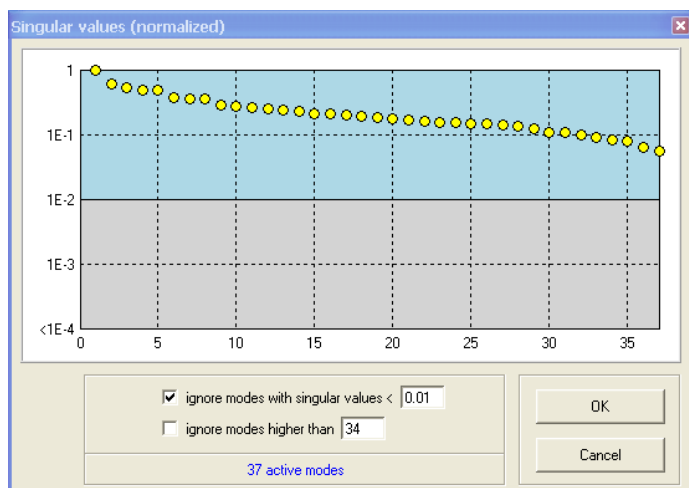 Singular values (normalized)
1
1E-1
1E-2
1E-3
<1E-4
0 5 10 15 20 25 30 35
ignore modes with singular values < 0.01
ignore modes higher than 34
37 active modes
OK
Cancel